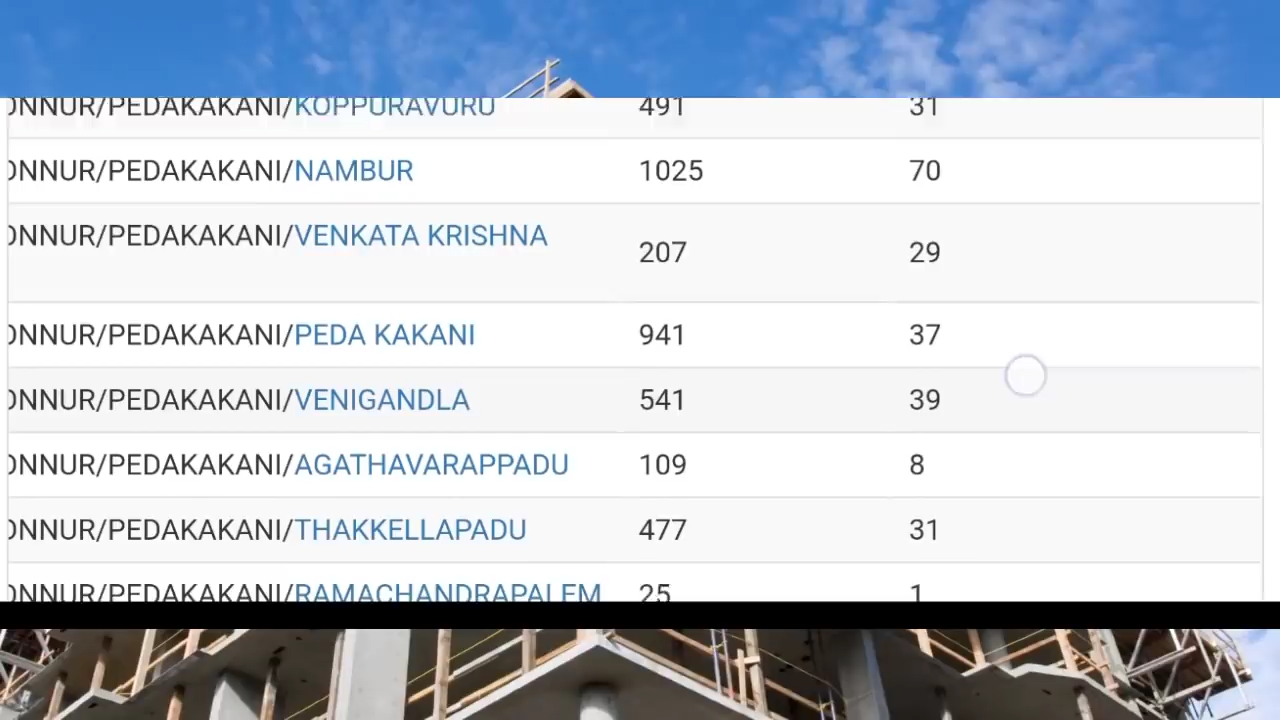 ONNUR/PEDAKAKANI/KOPPURAVURU 491 31
ONNUR/PEDAKAKANI/NAMBUR 1025 70
ONNUR/PEDAKAKANI/VENKATA KRISHNA 207 29
ONNUR/PEDAKAKANI/PEDA KAKANI 941 37
ONNUR/PEDAKAKANI/VENIGANDLA 541 39
ONNUR/PEDAKAKANI/AGATHAVARAPPADU 109 8
ONNUR/PEDAKAKANI/THAKKELLAPADU 477 31
ONNUR/PEDAKAKANI/RAMACHANDRAPALEM 25 1